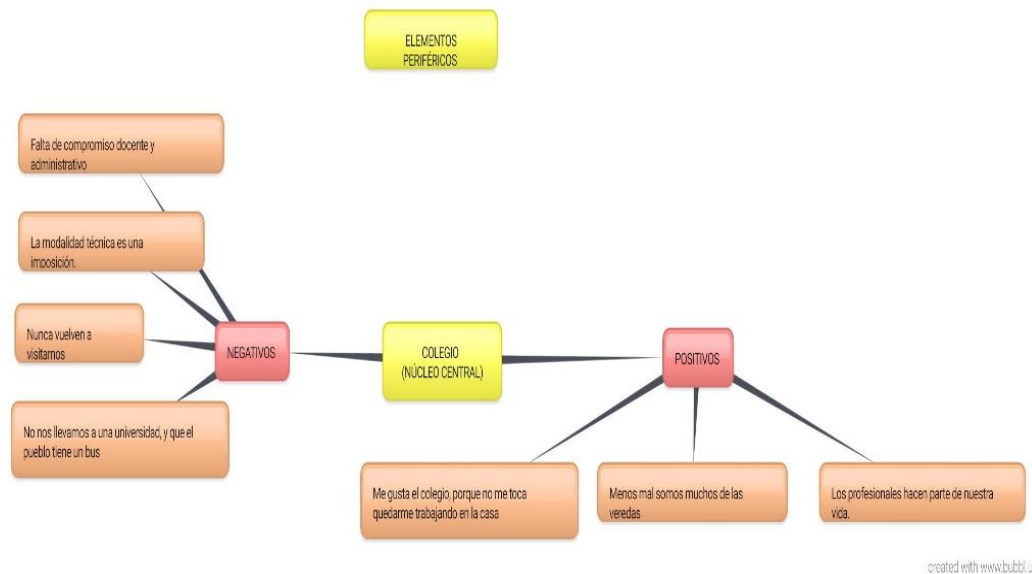 ELEMENTOS
PERIFÉRICOS
Falta de compromiso docente y
administrativo
La modalidad técnica es una
imposición.
Nunca vuelven a
visitarnos
No nos llevamos a una universidad, y que el
pueblo tiene un bus
NEGATIVOS
COLEGIO
(NÚCLEO CENTRAL)
POSITIVOS
Me gusta el colegio, porque no me toca
quedarme trabajando en la casa
Menos mal somos muchos de las
veredas
Los profesionales hacen parte de nuestra
vida.
created with www.bubbl.u